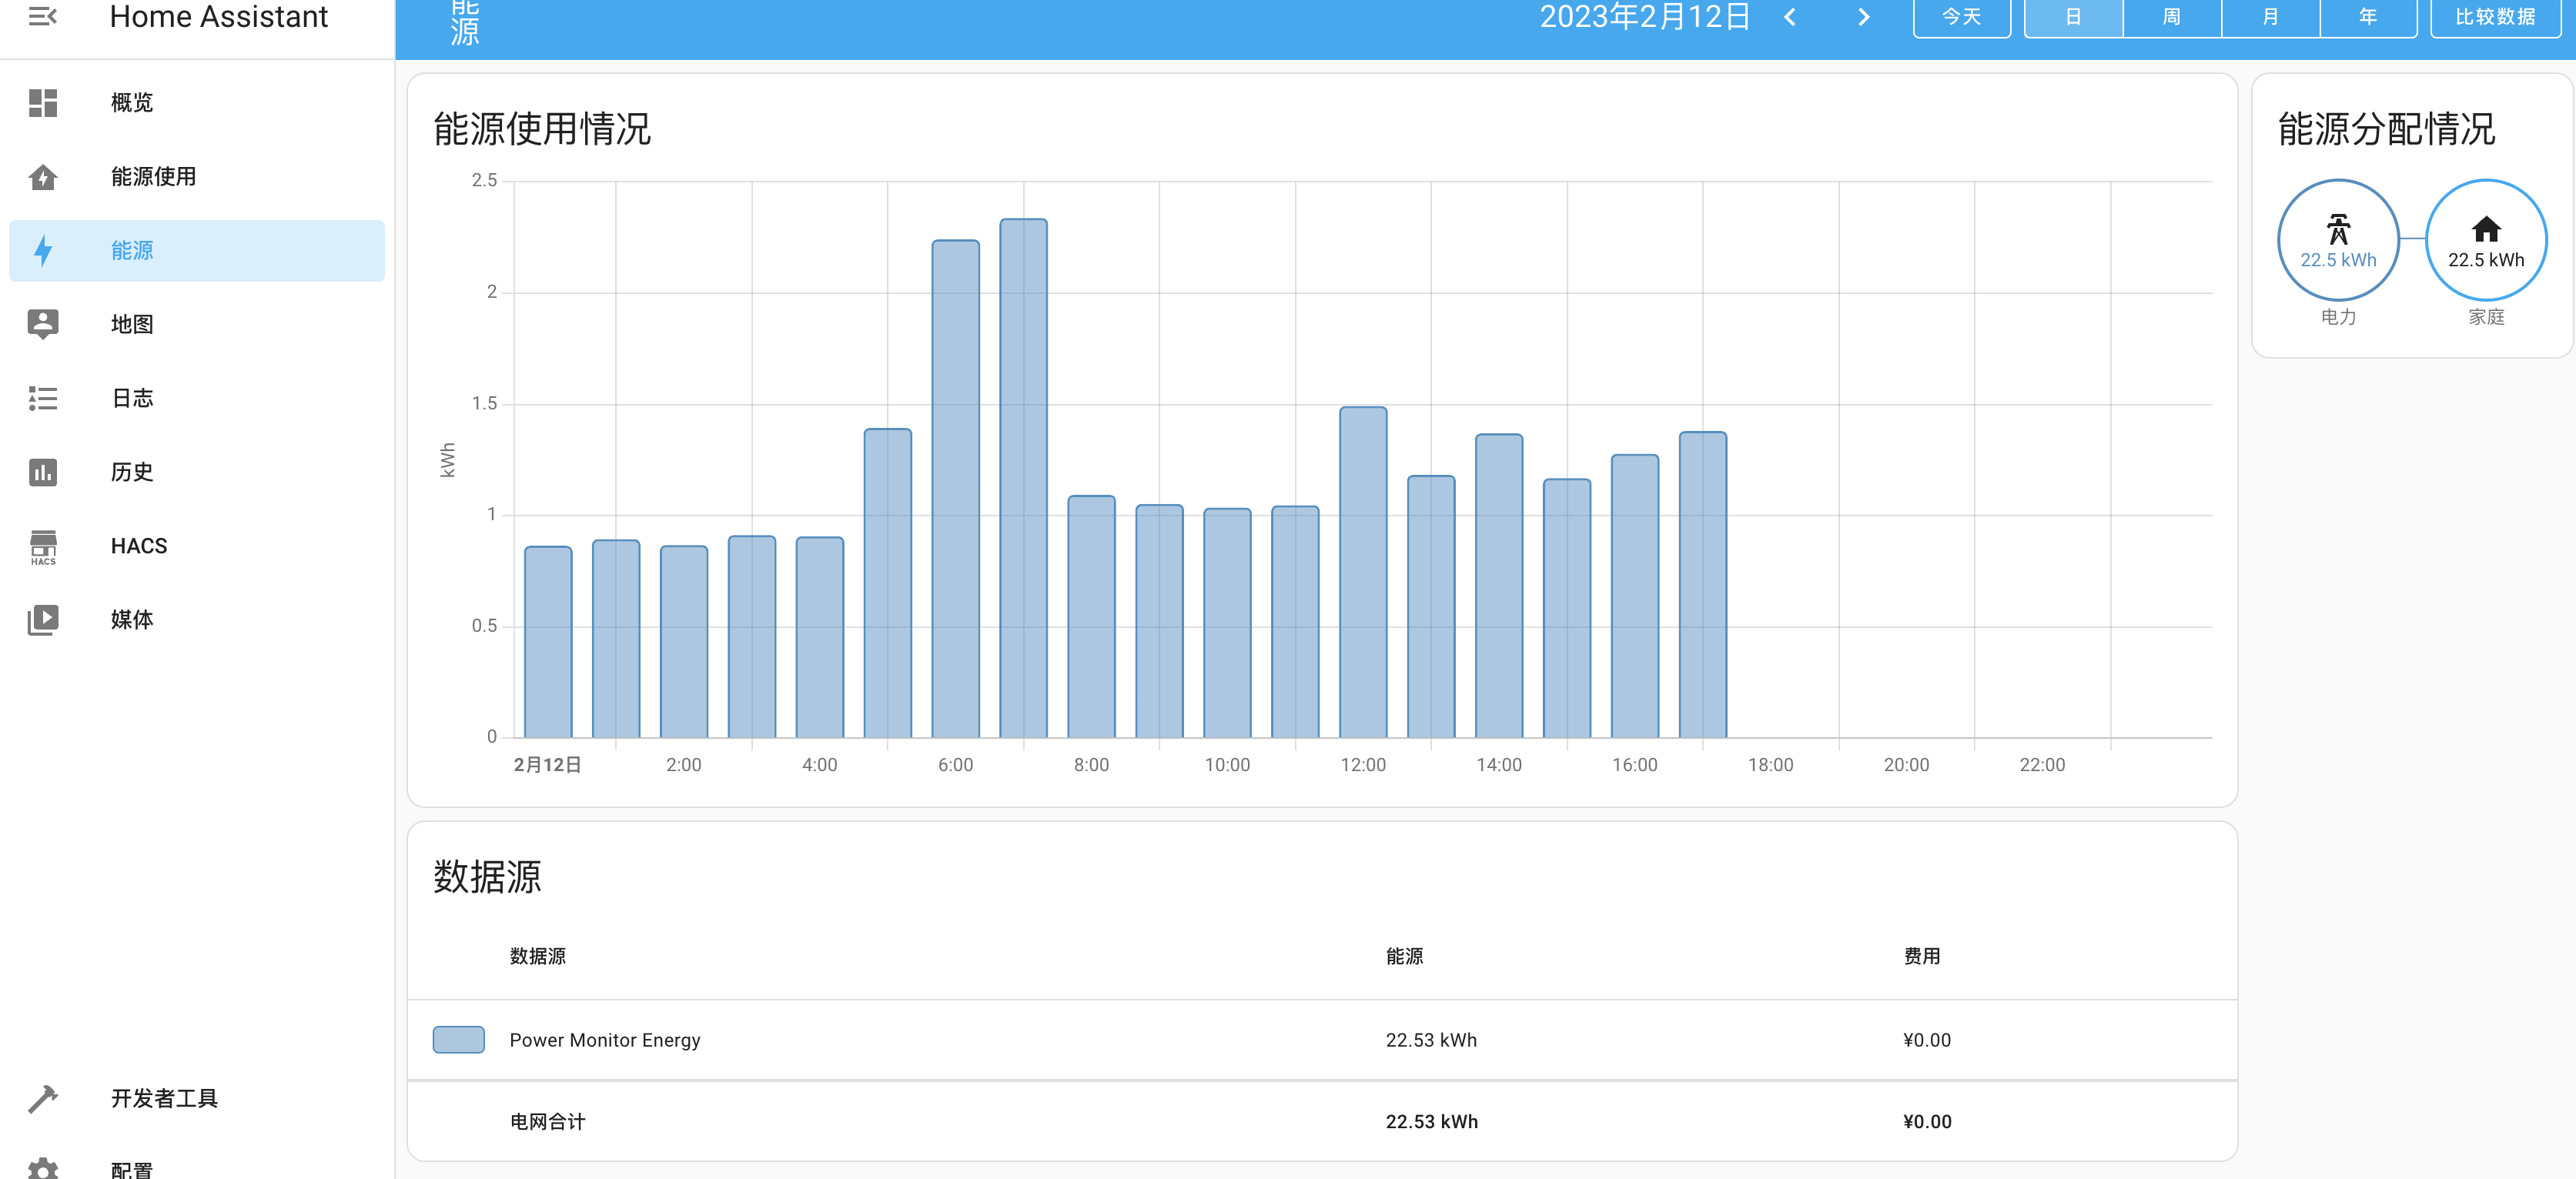 Home Assistant
能
源
2023年2月12日
今天
日
周
月
年
比较数据
概览
能源使用
能源
地图
日志
历史
HACS
HACS
媒体
开发者工具
配置
能源使用情况
2.5
2
1.5
1
0.5
0
kWh
2月12日 2:00 4:00 6:00 8:00 10:00 12:00 14:00 16:00 18:00 20:00 22:00
数据源
数据源 能源 费用
Power Monitor Energy 22.53 kWh ¥0.00
电网合计 22.53 kWh ¥0.00
能源分配情况
22.5 kWh 22.5 kWh
电力 家庭